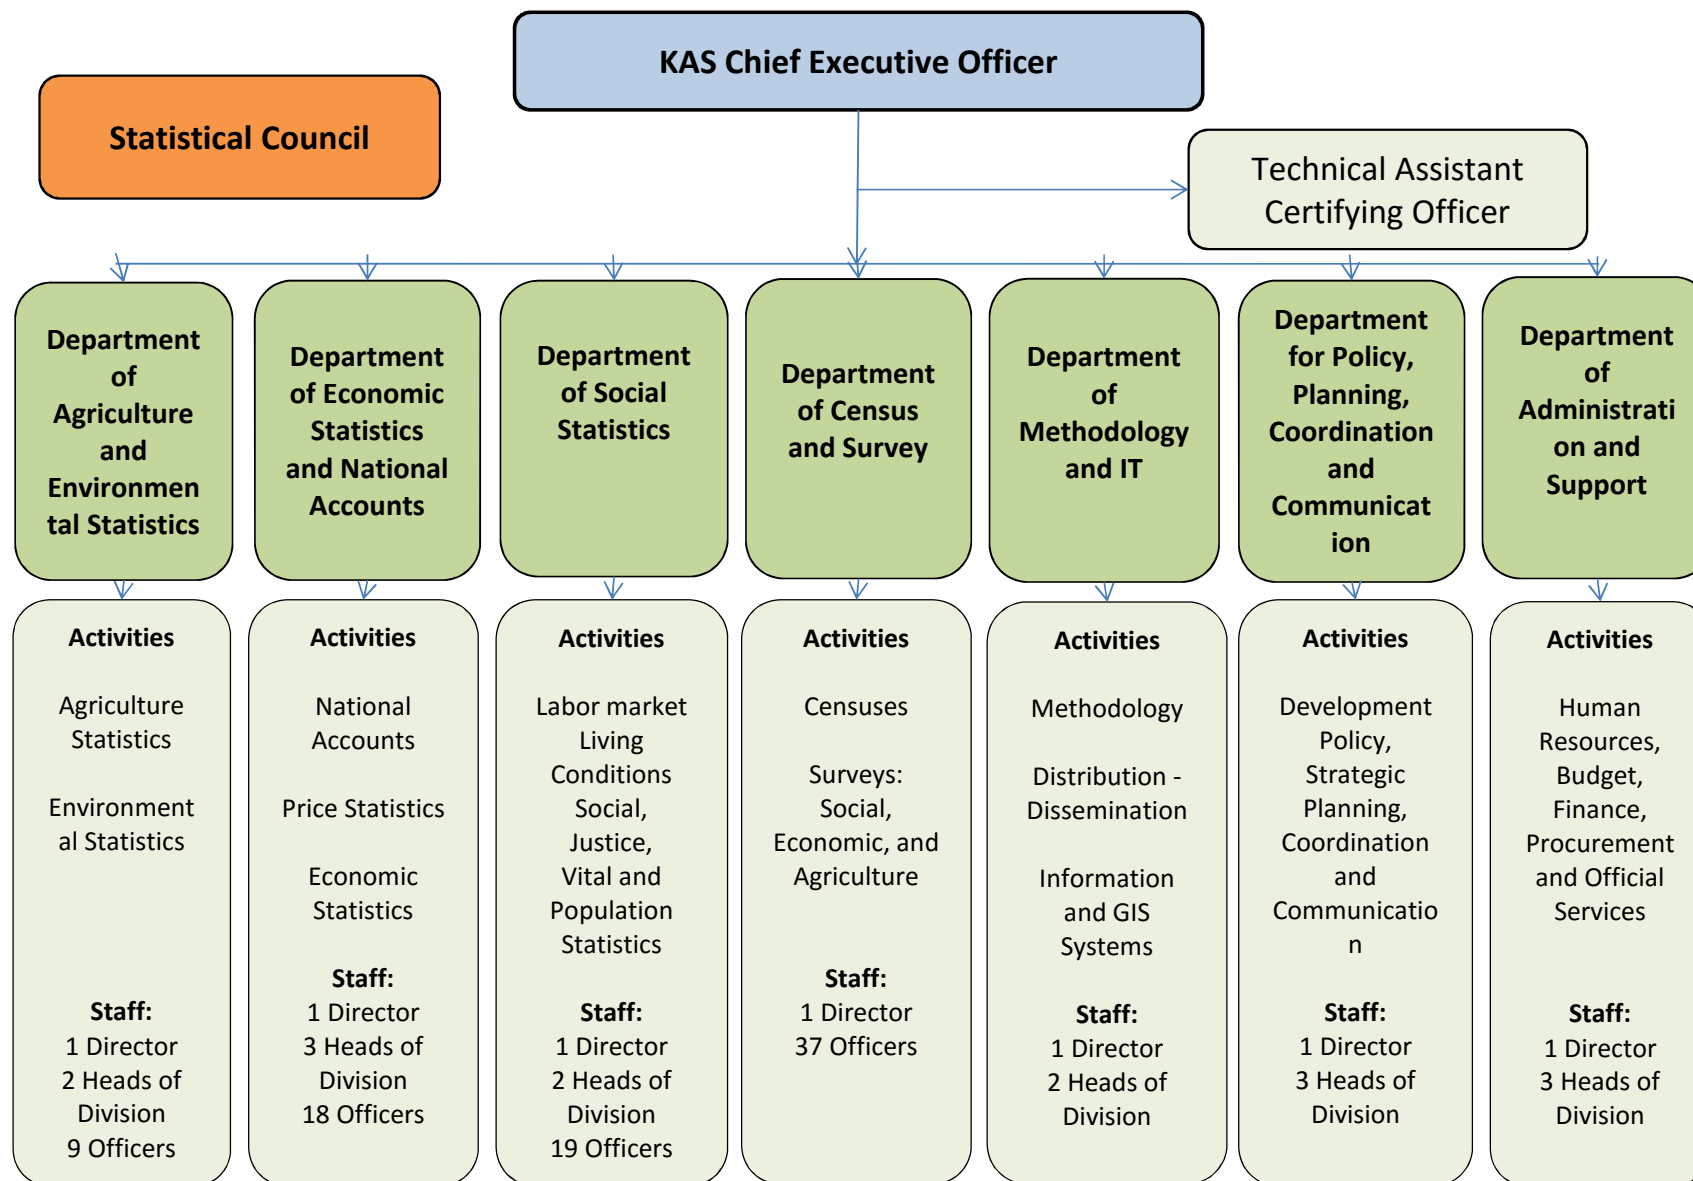 KAS Chief Executive Officer
Statistical Council
Technical Assistant
Certifying Officer
Department
of
Agriculture
and
Environmen
tal Statistics
Department
of Economic
Statistics
and National
Accounts
Department
of Social
Statistics
Department
of Census
and Survey
Department
of
Methodology
and IT
Department
for Policy,
Planning,
Coordination
and
Communicat
ion
Department
of
Administrati
on and
Support
Activities
Agriculture
Statistics
Environment
al Statistics
Staff:
1 Director
2 Heads of
Division
9 Officers
Activities
National
Accounts
Price Statistics
Economic
Statistics
Staff:
1 Director
3 Heads of
Division
18 Officers
Activities
Labor market
Living
Conditions
Social,
Justice,
Vital and
Population
Statistics
Staff:
1 Director
2 Heads of
Division
19 Officers
Activities
Censuses
Surveys:
Social,
Economic, and
Agriculture
Staff:
1 Director
37 Officers
Activities
Methodology
Distribution -
Dissemination
Information
and GIS
Systems
Staff:
1 Director
2 Heads of
Division
Activities
Development
Policy,
Strategic
Planning,
Coordination
and
Communicatio
n
Staff:
1 Director
3 Heads of
Division
Activities
Human
Resources,
Budget,
Finance,
Procurement
and Official
Services
Staff:
1 Director
3 Heads of
Division